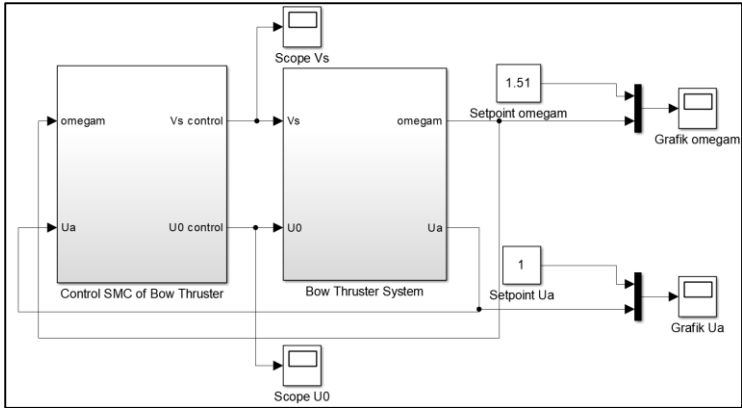 Scope Vs
omegam
Vs control
Ua
U0 control
Control SMC of Bow Thruster
Vs
omegam
U0
Ua
Bow Thruster System
1.51
Setpoint omegam
Grafik omegam
1
Setpoint Ua
Grafik Ua
Scope U0